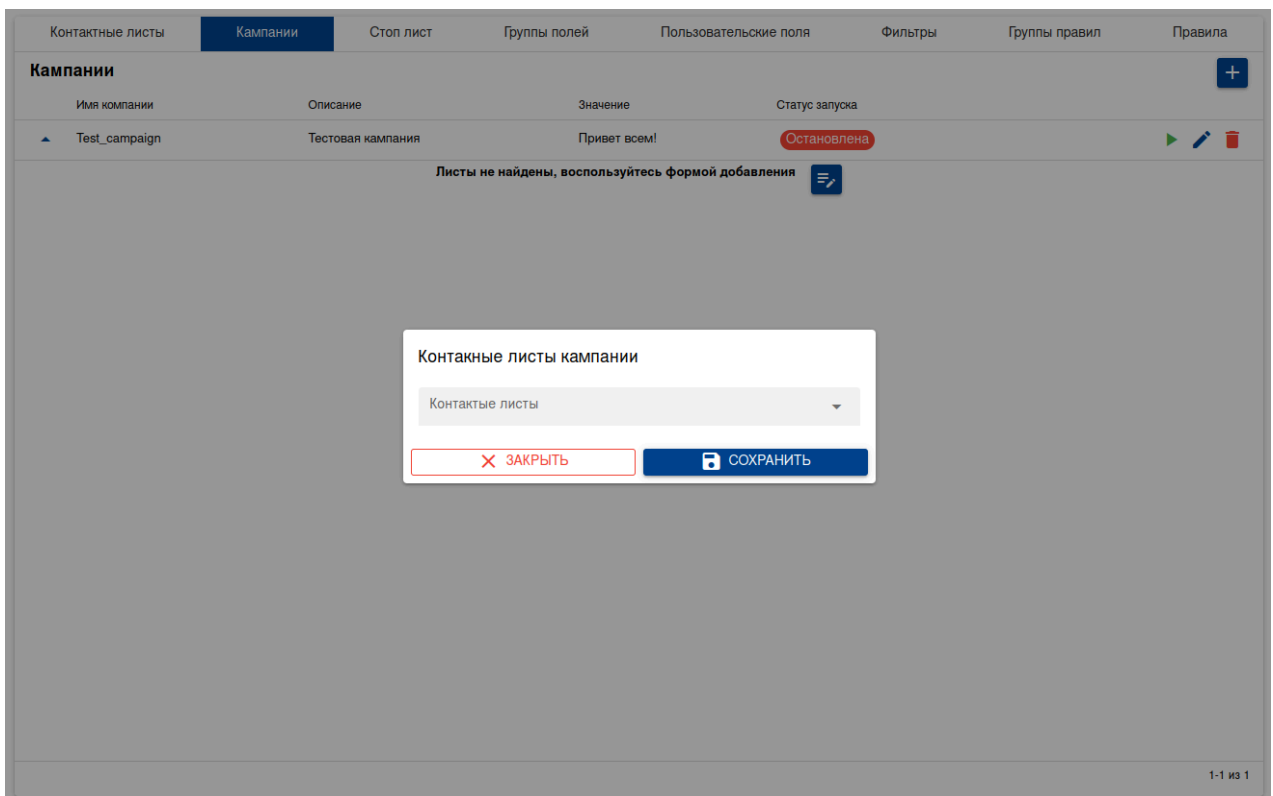 Контактные листы Кампании Стоп лист Группы полей Пользовательские поля Фильтры Группы правил Правила
Кампании
Имя компании Описание Значение Статус запуска
Test_campaign Тестовая кампания Привет всем! Остановлена
Листы не найдены, воспользуйтесь формой добавления
Контакные листы кампании
Контактые листы
ЗАКРЫТЬ СОХРАНИТЬ
1-1 из 1